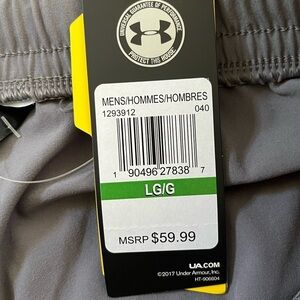 UNIVERSAL GUARANTEE OF PERFORMANCE
PROTECT THIS HOUSE
MENS/HOMMES/HOMBRES
1293912 040
1 90496 27838 7
LG/G
MSRP $59.99
UA.COM
©2017 Under Armour, Inc.
HT-906604